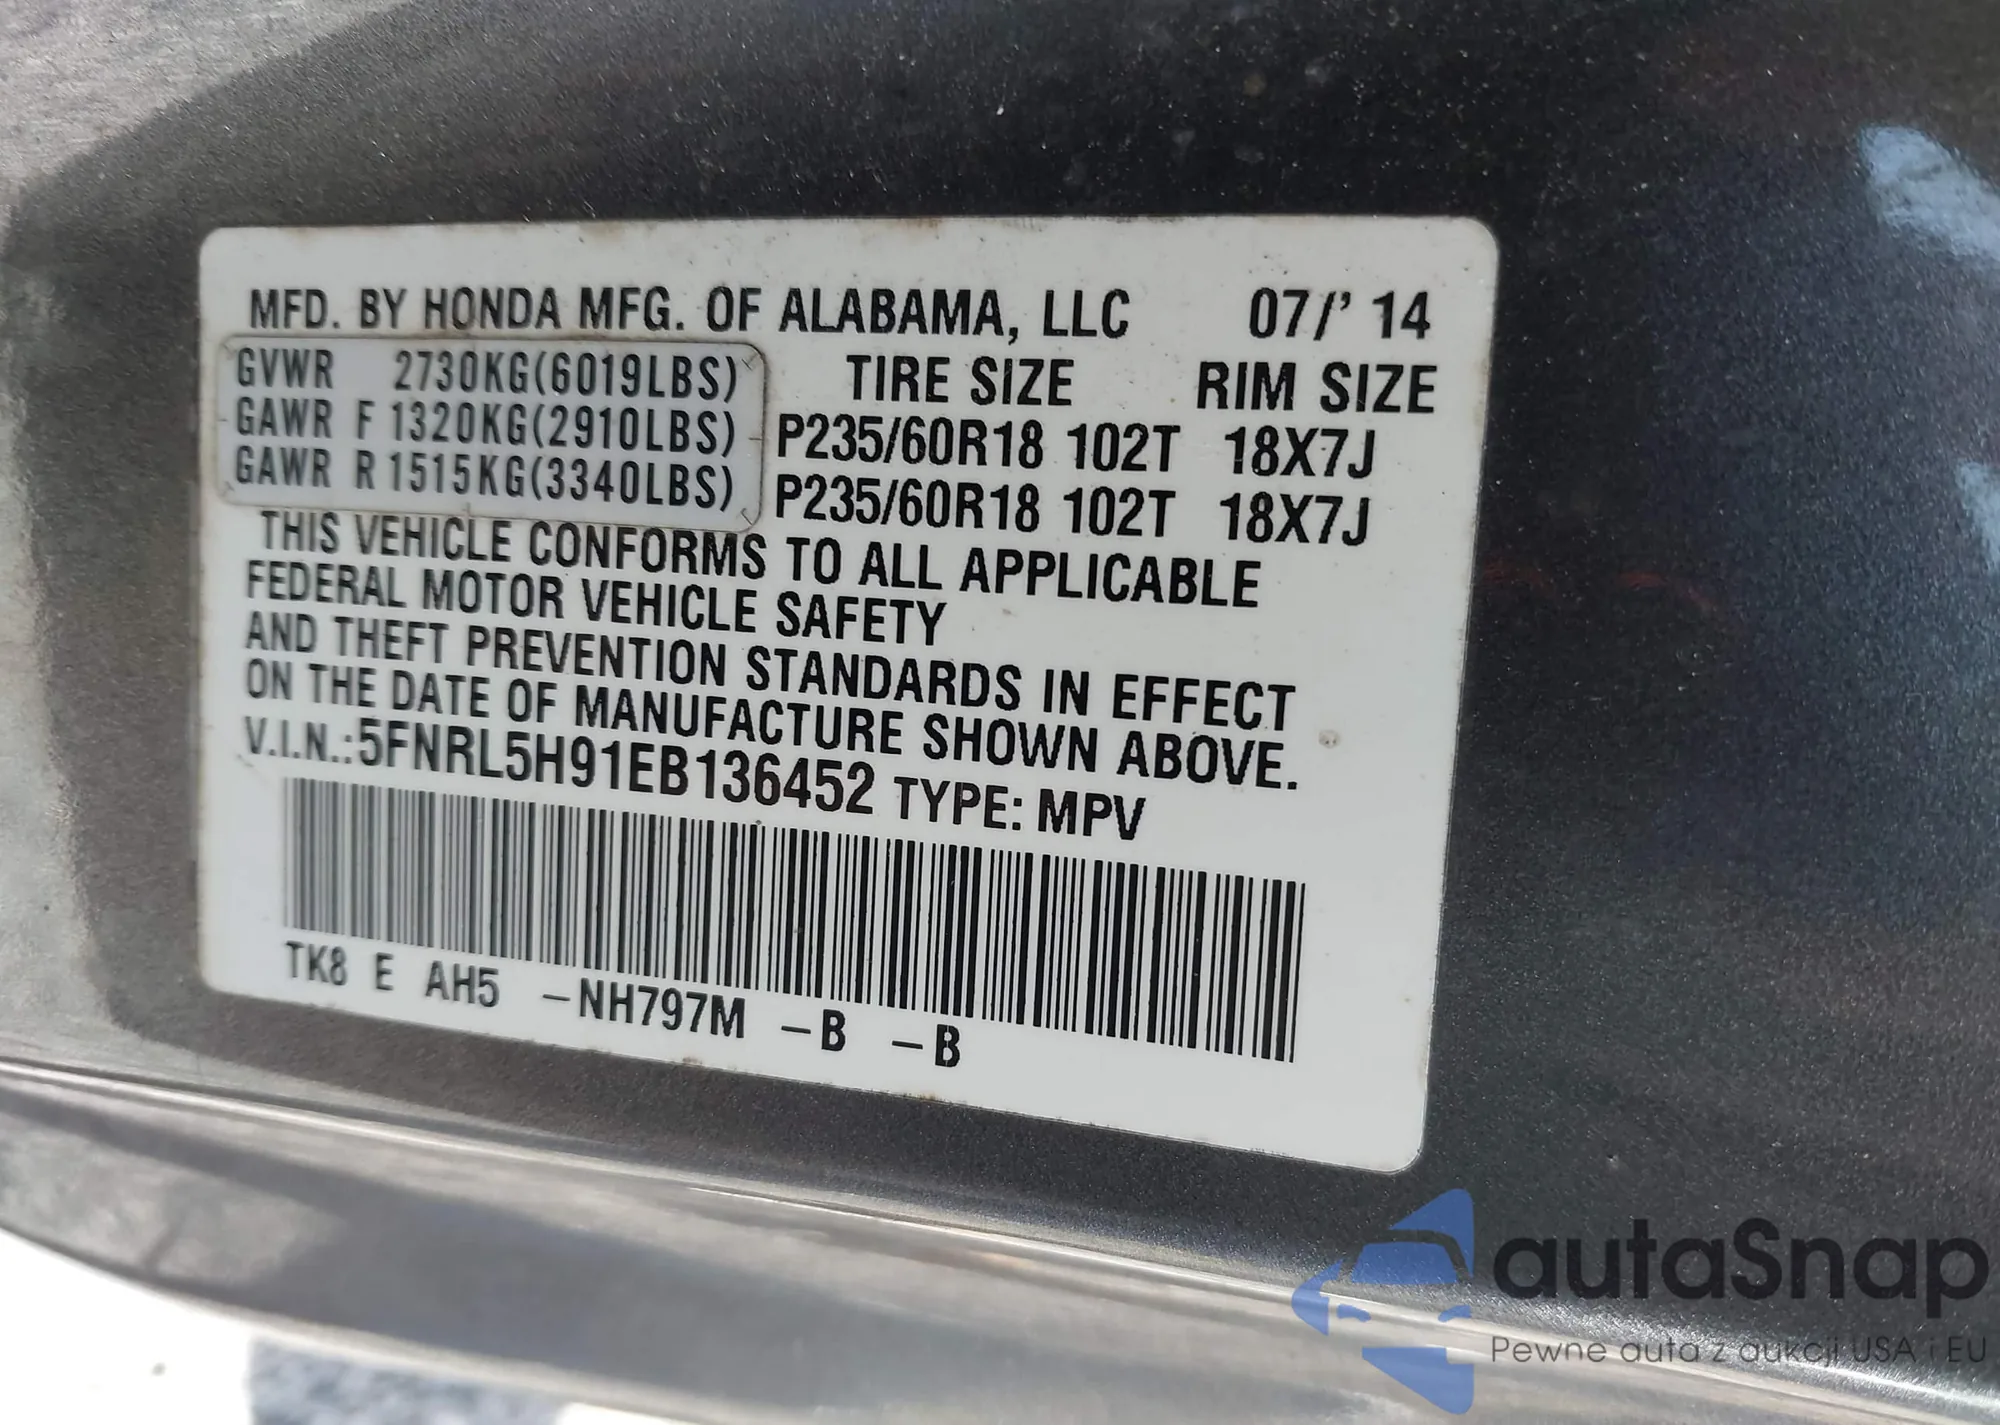 MFD. BY HONDA MFG. OF ALABAMA, LLC 07/' 14
GVWR 2730KG(6019LBS) TIRE SIZE RIM SIZE
GAWR F 1320KG(2910LBS) P235/60R18 102T 18X7J
GAWR R 1515KG(3340LBS) P235/60R18 102T 18X7J
THIS VEHICLE CONFORMS TO ALL APPLICABLE
FEDERAL MOTOR VEHICLE SAFETY
AND THEFT PREVENTION STANDARDS IN EFFECT
ON THE DATE OF MANUFACTURE SHOWN ABOVE.
V.I.N.:5FNRL5H91EB136452 TYPE: MPV
TK8 E AH5 -NH797M -B -B
autaSnap
Pewne auta z aukcji USA i EU